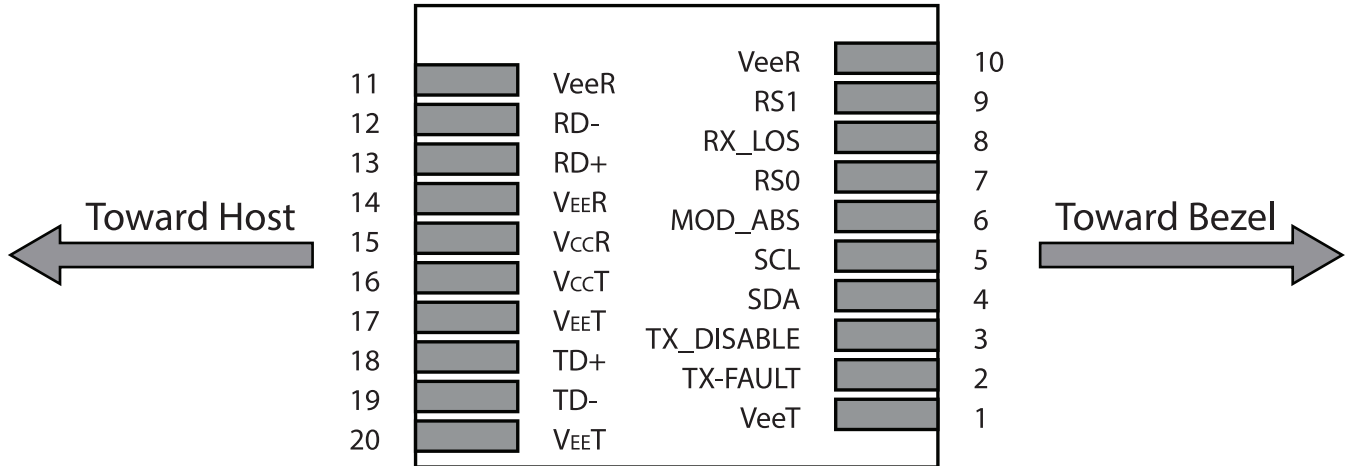 VeeR 10
11 VeeR
RS1 9
12 RD-
RX_LOS 8
13 RD+
RS0 7
14 VEER
MOD_ABS 6
15 VCCR
SCL 5
16 VCCT
SDA 4
17 VEET
TX_DISABLE 3
18 TD+
TX-FAULT 2
19 TD-
VeeT 1
20 VEET
Toward Host
Toward Bezel